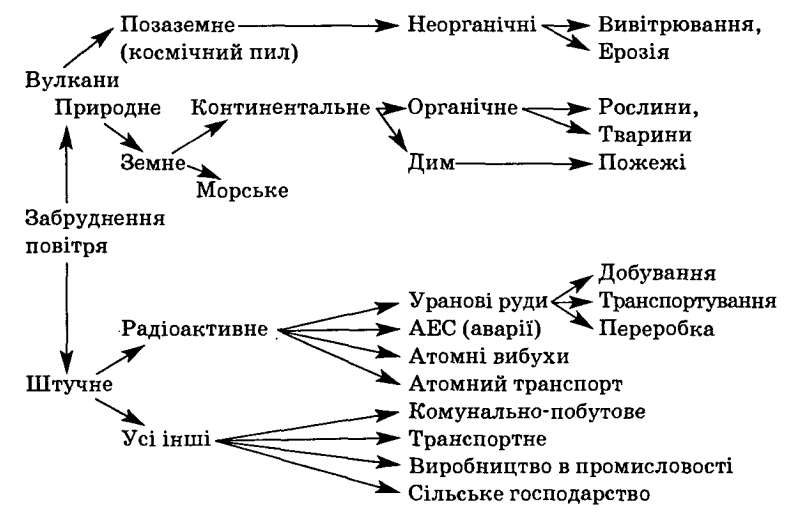 Позаземне
(космічний пил)
Неорганічні
Вивітрювання,
Ерозія
Вулкани
Природне
Континентальне
Органічне
Рослини,
Тварини
Земне
Дим
Пожежі
Морське
Забруднення
повітря
Добування
Уранові руди
Транспортування
Радіоактивне
АЕС (аварії)
Переробка
Атомні вибухи
Штучне
Атомний транспорт
Комунально-побутове
Усі інші
Транспортне
Виробництво в промисловості
Сільське господарство